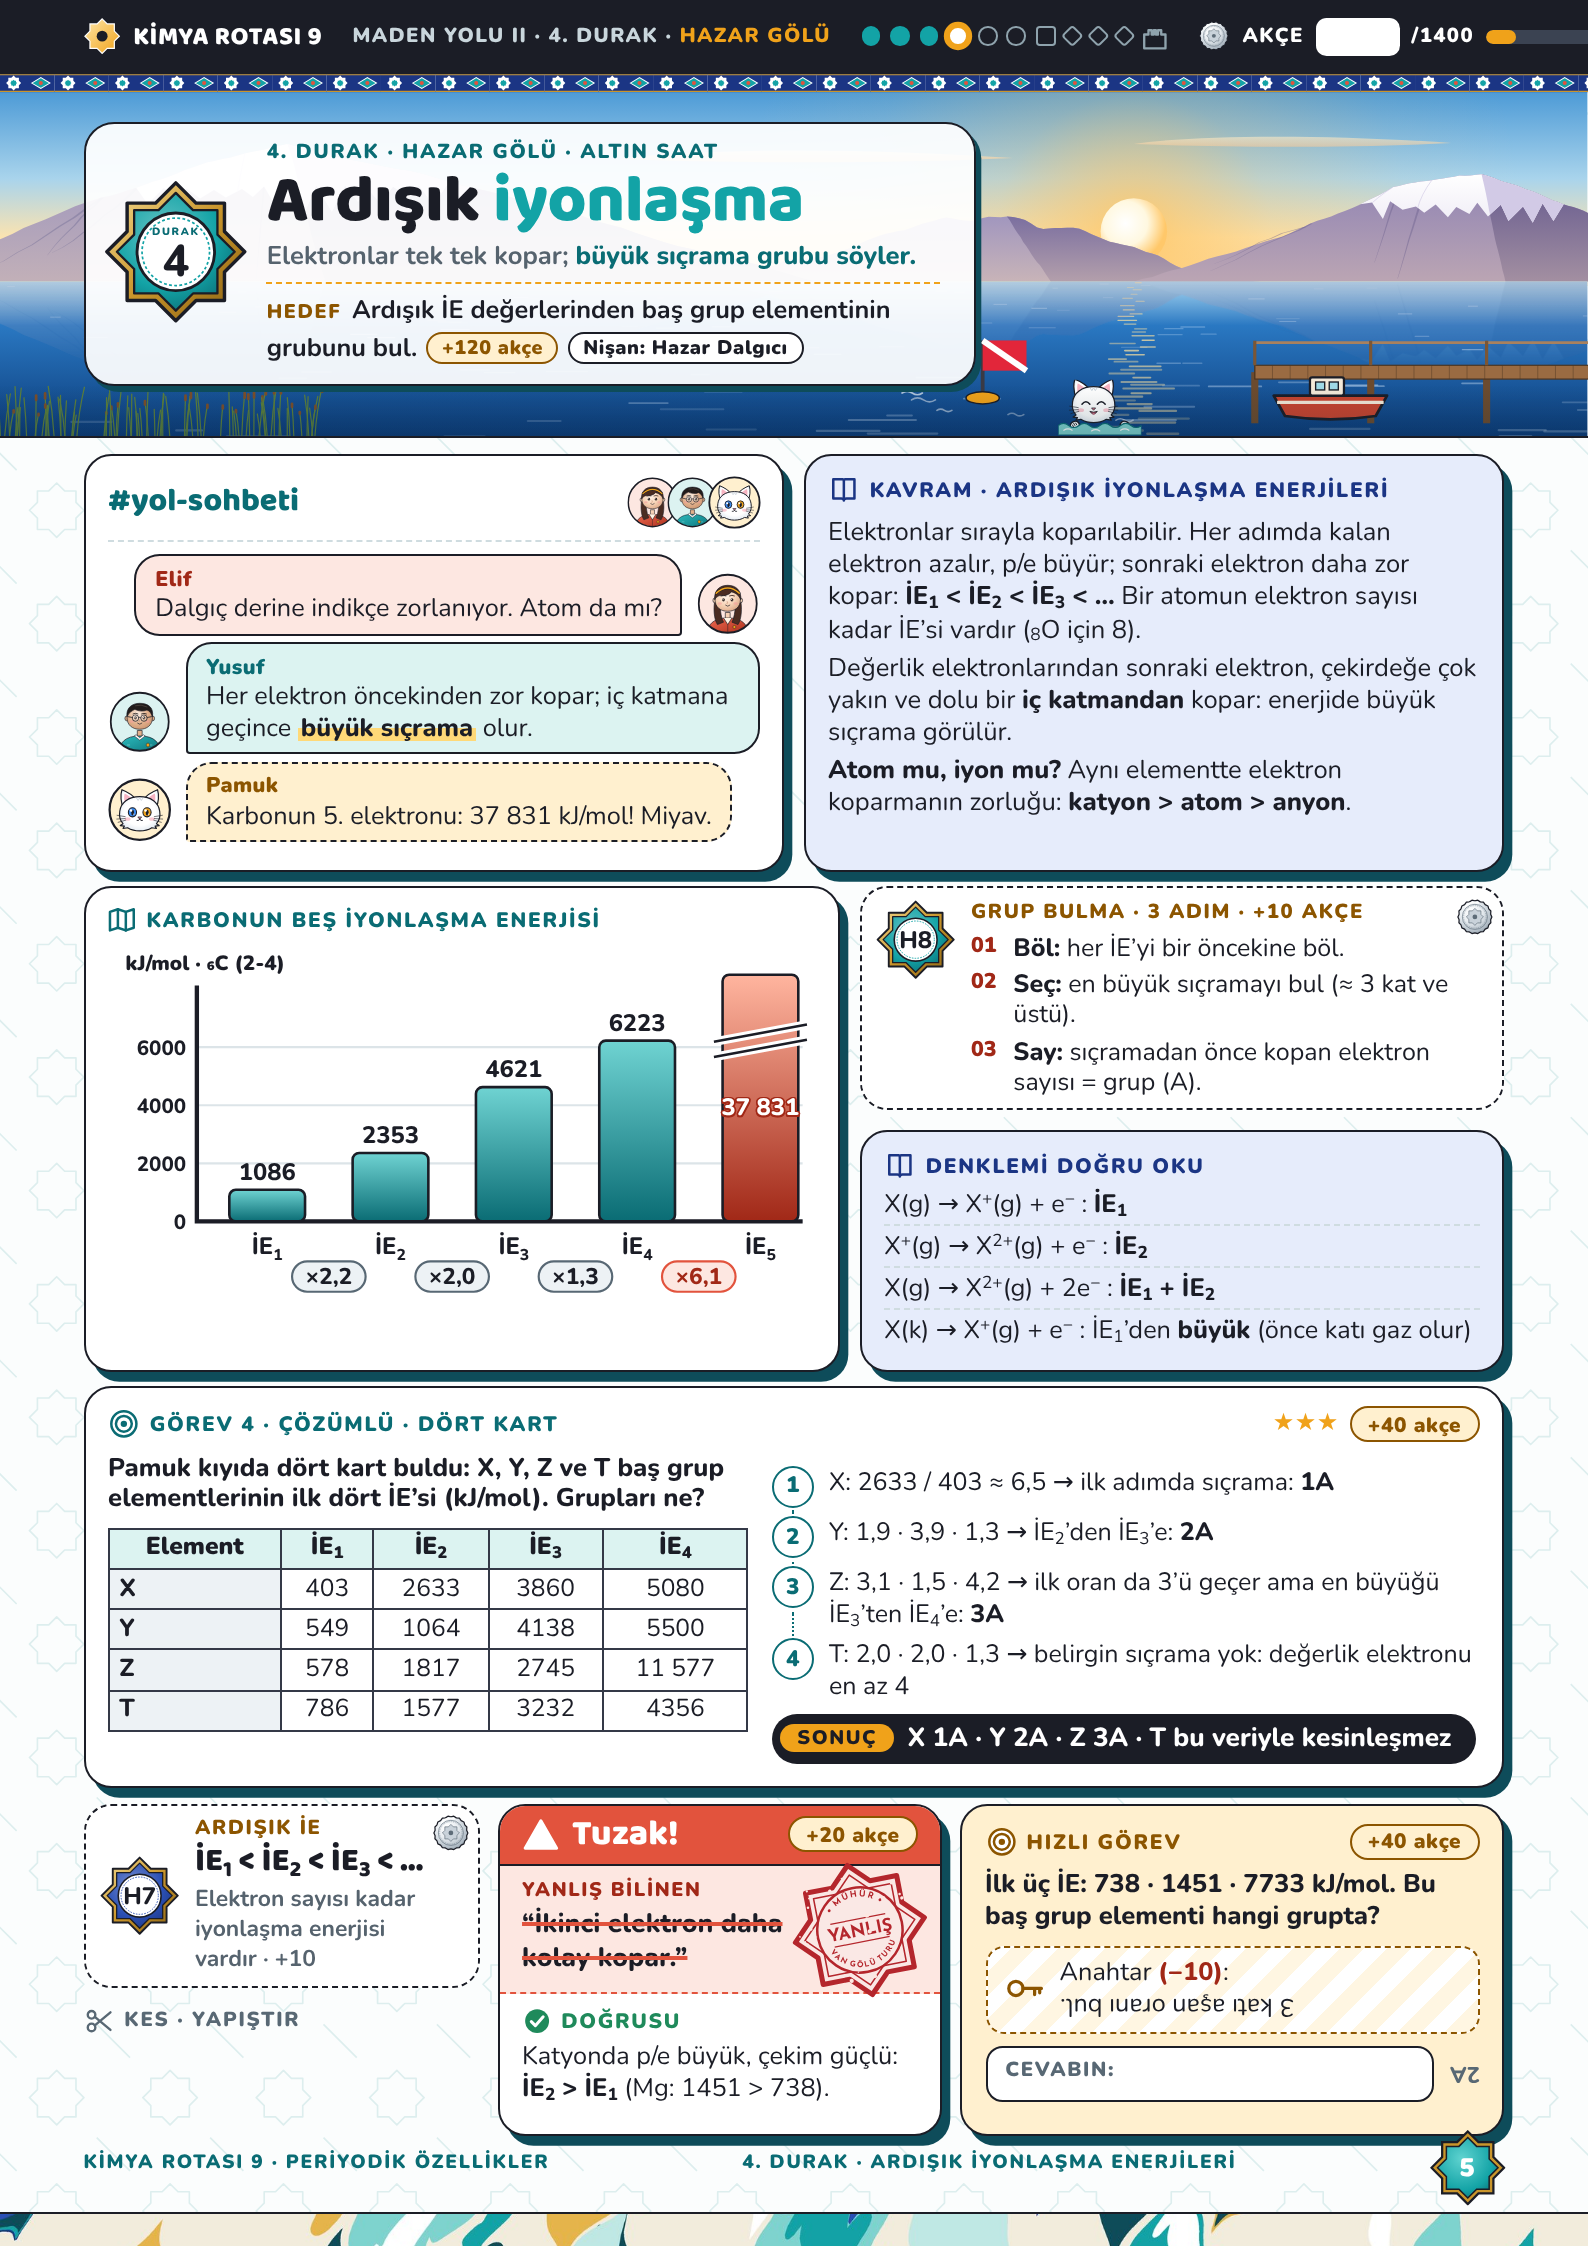 KİMYA ROTASI 9 MADEN YOLU II · 4. DURAK · HAZAR GÖLÜ AKÇE /1400
4. DURAK · HAZAR GÖLÜ · ALTIN SAAT
DURAK
4
Ardışık iyonlaşma
Elektronlar tek tek kopar; büyük sıçrama grubu söyler.
HEDEF Ardışık İE değerlerinden baş grup elementinin
grubunu bul. +120 akçe Nişan: Hazar Dalgıcı
#yol-sohbeti
Elif
Dalgıç derine indikçe zorlanıyor. Atom da mı?
Yusuf
Her elektron öncekinden zor kopar; iç katmana
geçince büyük sıçrama olur.
Pamuk
Karbonun 5. elektronu: 37 831 kJ/mol! Miyav.
KAVRAM · ARDIŞIK İYONLAŞMA ENERJİLERİ
Elektronlar sırayla koparılabilir. Her adımda kalan
elektron azalır, p/e büyür; sonraki elektron daha zor
kopar: İE₁ < İE₂ < İE₃ < ... Bir atomun elektron sayısı
kadar İE’si vardır (₈O için 8).
Değerlik elektronlarından sonraki elektron, çekirdeğe çok
yakın ve dolu bir iç katmandan kopar: enerjide büyük
sıçrama görülür.
Atom mu, iyon mu? Aynı elementte elektron
koparmanın zorluğu: katyon > atom > anyon.
KARBONUN BEŞ İYONLAŞMA ENERJİSİ
kJ/mol · ₆C (2-4)
6000
4000
2000
0
1086
2353
4621
6223
37 831
İE₁ İE₂ İE₃ İE₄ İE₅
×2,2 ×2,0 ×1,3 ×6,1
H8
GRUP BULMA · 3 ADIM · +10 AKÇE
01 Böl: her İE’yi bir öncekine böl.
02 Seç: en büyük sıçramayı bul (≈ 3 kat ve
üstü).
03 Say: sıçramadan önce kopan elektron
sayısı = grup (A).
DENKLEMİ DOĞRU OKU
X(g) → X⁺(g) + e⁻ : İE₁
X⁺(g) → X²⁺(g) + e⁻ : İE₂
X(g) → X²⁺(g) + 2e⁻ : İE₁ + İE₂
X(k) → X⁺(g) + e⁻ : İE₁’den büyük (önce katı gaz olur)
GÖREV 4 · ÇÖZÜMLÜ · DÖRT KART ★★★ +40 akçe
Pamuk kıyıda dört kart buldu: X, Y, Z ve T baş grup
elementlerinin ilk dört İE’si (kJ/mol). Grupları ne?
Element İE₁ İE₂ İE₃ İE₄
X 403 2633 3860 5080
Y 549 1064 4138 5500
Z 578 1817 2745 11 577
T 786 1577 3232 4356
1 X: 2633 / 403 ≈ 6,5 → ilk adımda sıçrama: 1A
2 Y: 1,9 · 3,9 · 1,3 → İE₂’den İE₃’e: 2A
3 Z: 3,1 · 1,5 · 4,2 → ilk oran da 3’ü geçer ama en büyüğü
İE₃’ten İE₄’e: 3A
4 T: 2,0 · 2,0 · 1,3 → belirgin sıçrama yok: değerlik elektronu
en az 4
SONUÇ X 1A · Y 2A · Z 3A · T bu veriyle kesinleşmez
H7
ARDIŞIK İE
İE₁ < İE₂ < İE₃ < ...
Elektron sayısı kadar
iyonlaşma enerjisi
vardır · +10
KES · YAPIŞTIR
Tuzak! +20 akçe
YANLIŞ BİLİNEN
“İkinci elektron daha
kolay kopar.”
• MÜHÜR •
YANLIŞ
VAN GÖLÜ TURU
DOĞRUSU
Katyonda p/e büyük, çekim güçlü:
İE₂ > İE₁ (Mg: 1451 > 738).
HIZLI GÖREV +40 akçe
İlk üç İE: 738 · 1451 · 7733 kJ/mol. Bu
baş grup elementi hangi grupta?
Anahtar (−10):
3 katı aşan oranı bul.
CEVABIN:
2A
KİMYA ROTASI 9 · PERİYODİK ÖZELLİKLER 4. DURAK · ARDIŞIK İYONLAŞMA ENERJİLERİ 5